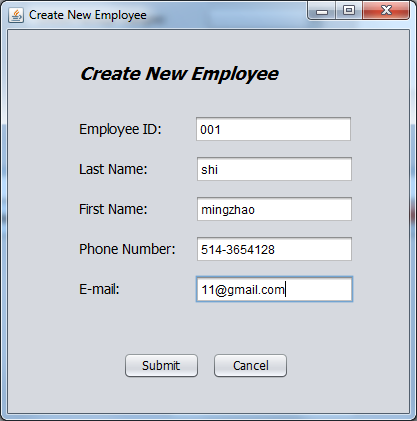 Create New Employee
Create New Employee
Employee ID: 001
Last Name: shi
First Name: mingzhao
Phone Number: 514-3654128
E-mail: 11@gmail.com
Submit Cancel